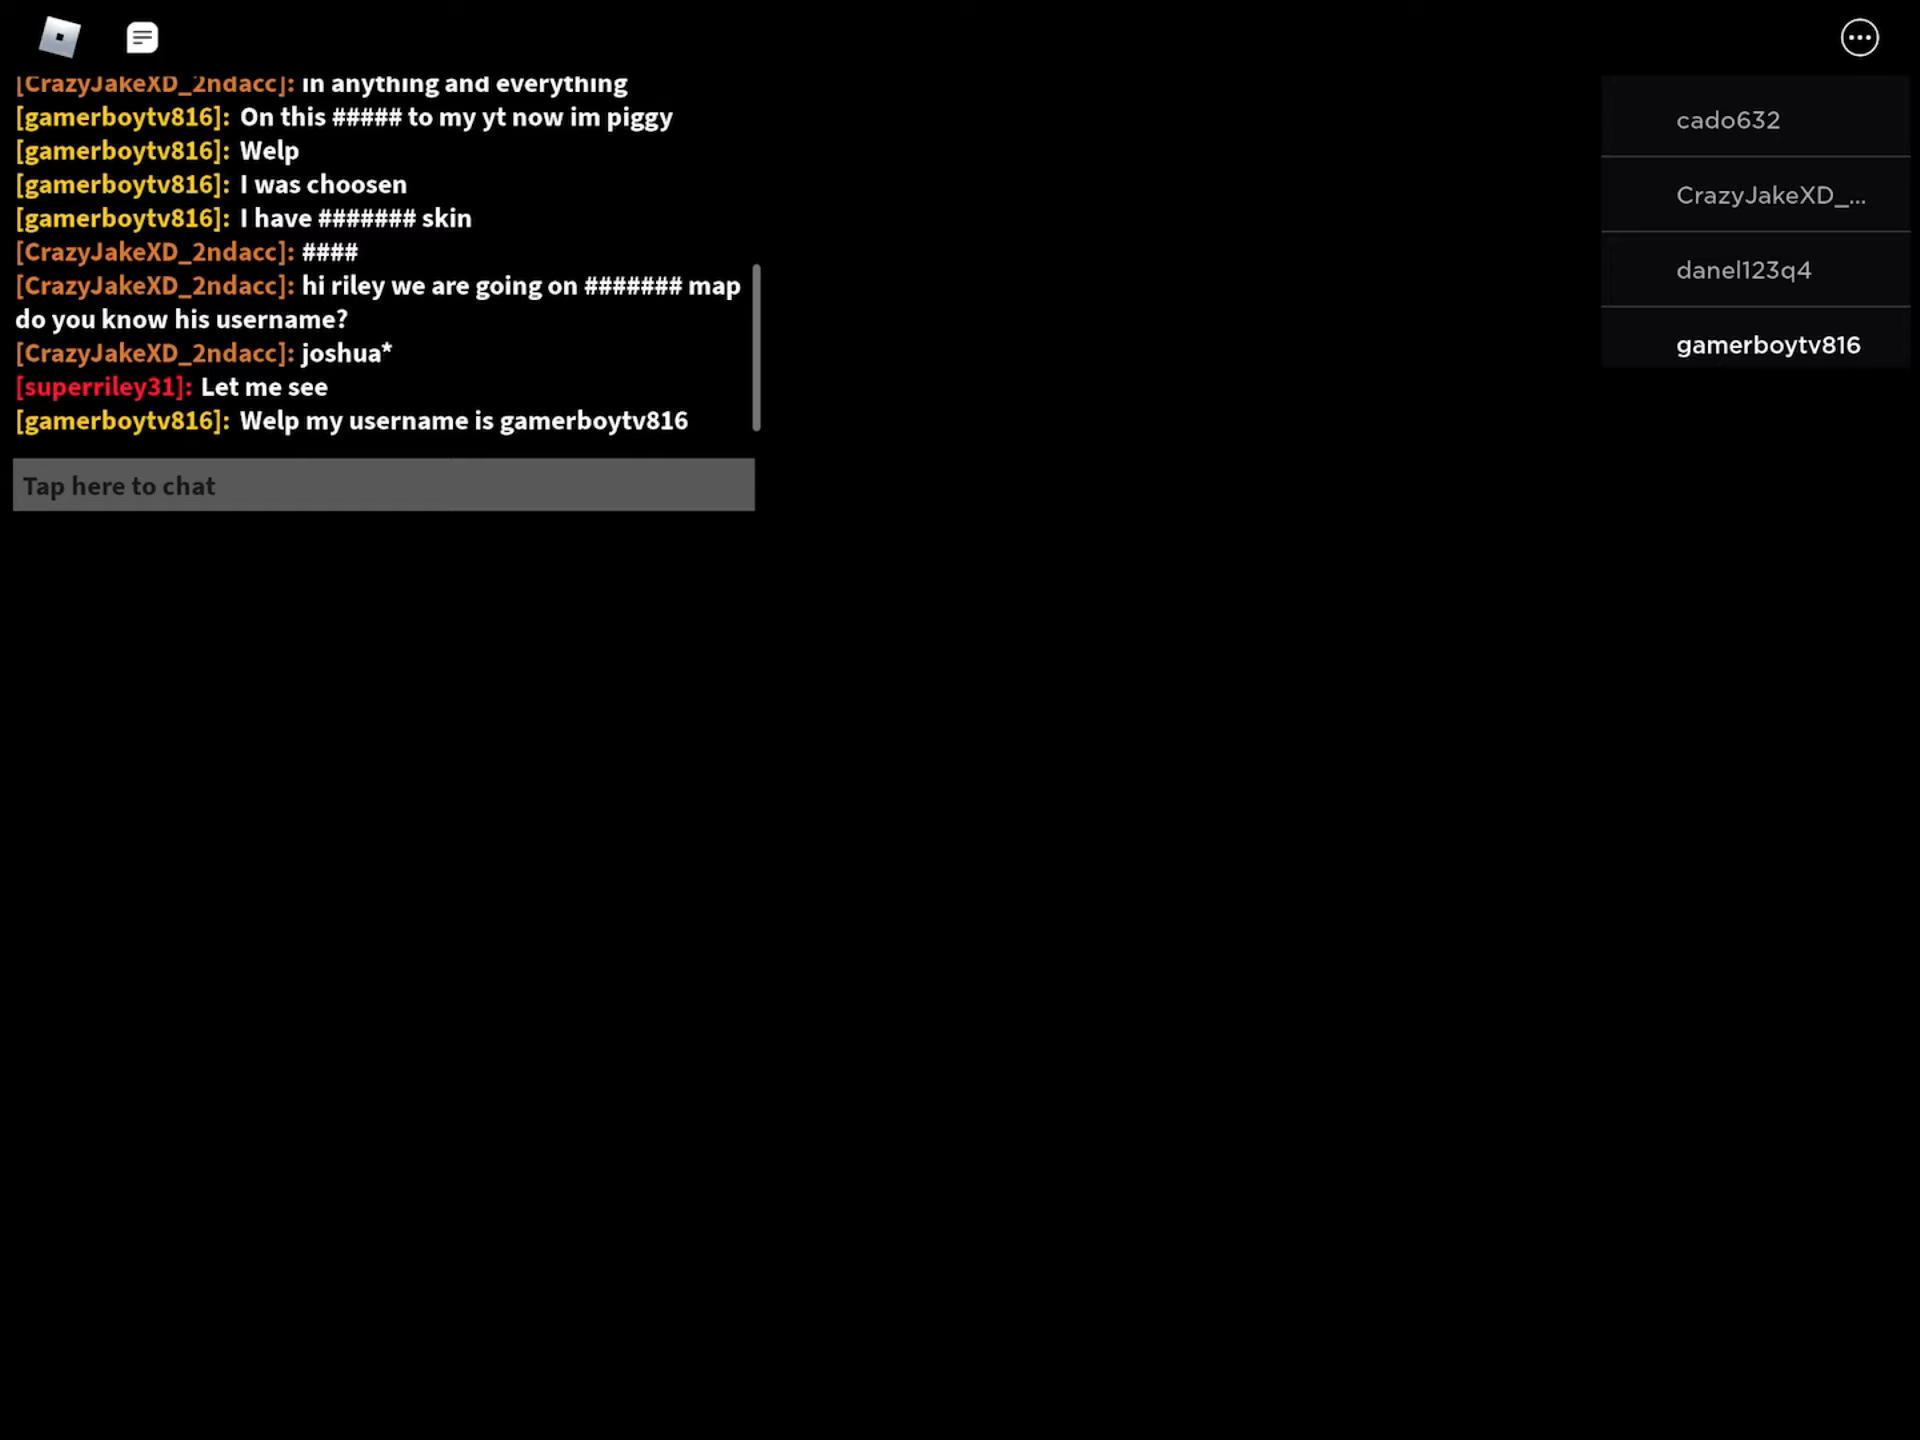 [CrazyJakeXD_2ndacc]: in anything and everything
[gamerboytv816]: On this ##### to my yt now im piggy
[gamerboytv816]: Welp
[gamerboytv816]: I was choosen
[gamerboytv816]: I have ####### skin
[CrazyJakeXD_2ndacc]: ####
[CrazyJakeXD_2ndacc]: hi riley we are going on ####### map
do you know his username?
[CrazyJakeXD_2ndacc]: joshua*
[superriley31]: Let me see
[gamerboytv816]: Welp my username is gamerboytv816
Tap here to chat
cado632
CrazyJakeXD_...
danel123q4
gamerboytv816